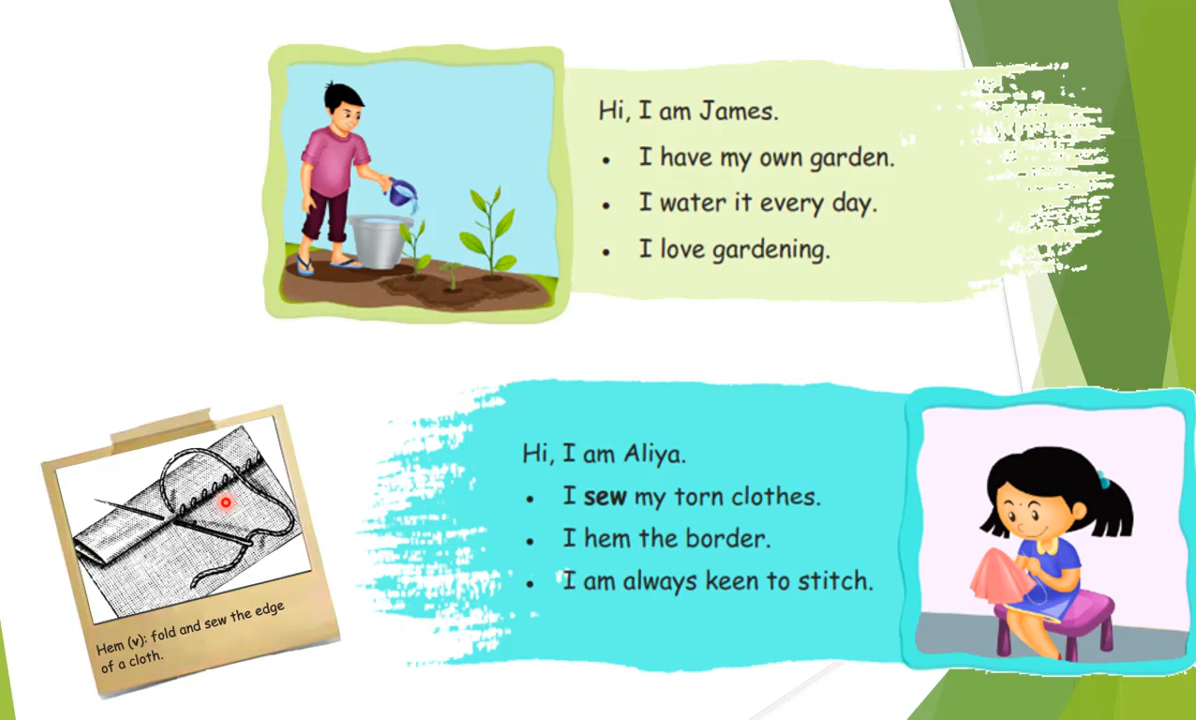 Hi, I am James.
• I have my own garden.
• I water it every day.
• I love gardening.
Hi, I am Aliya.
• I sew my torn clothes.
• I hem the border.
• I am always keen to stitch.
Hem (v): fold and sew the edge
of a cloth.